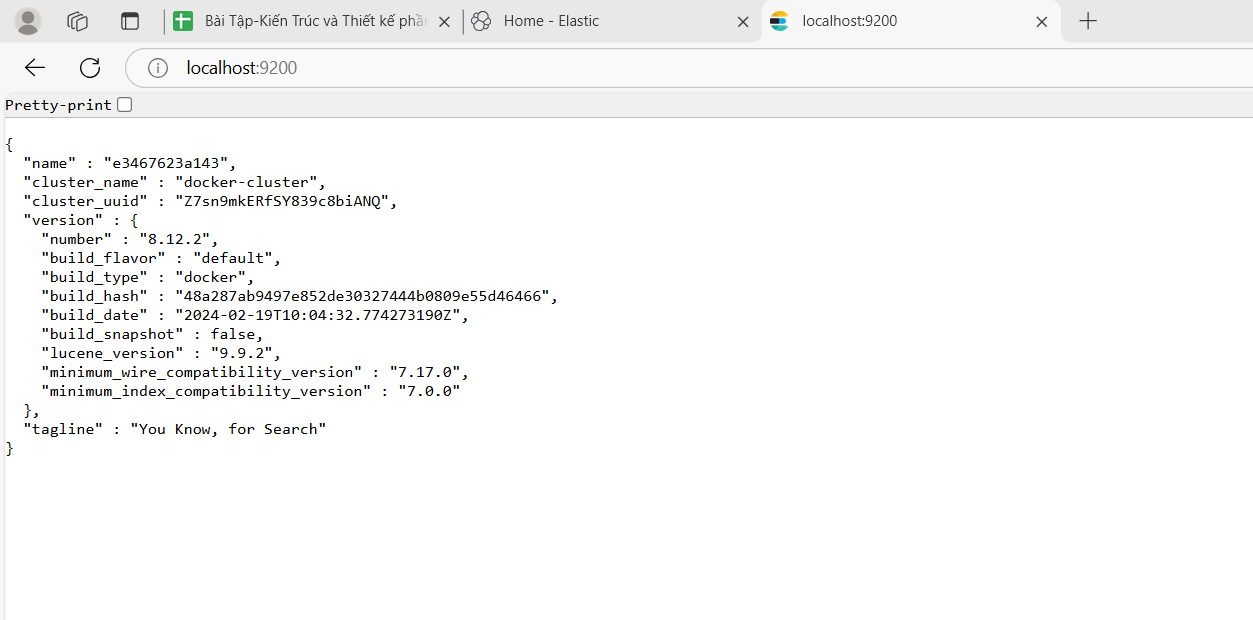 Bài Tập-Kiến Trúc và Thiết kế phần
Home - Elastic
localhost:9200
localhost:9200
Pretty-print
{
"name" : "e3467623a143",
"cluster_name" : "docker-cluster",
"cluster_uuid" : "Z7sn9mkERfSY839c8biANQ",
"version" : {
"number" : "8.12.2",
"build_flavor" : "default",
"build_type" : "docker",
"build_hash" : "48a287ab9497e852de30327444b0809e55d46466",
"build_date" : "2024-02-19T10:04:32.774273190Z",
"build_snapshot" : false,
"lucene_version" : "9.9.2",
"minimum_wire_compatibility_version" : "7.17.0",
"minimum_index_compatibility_version" : "7.0.0"
},
"tagline" : "You Know, for Search"
}